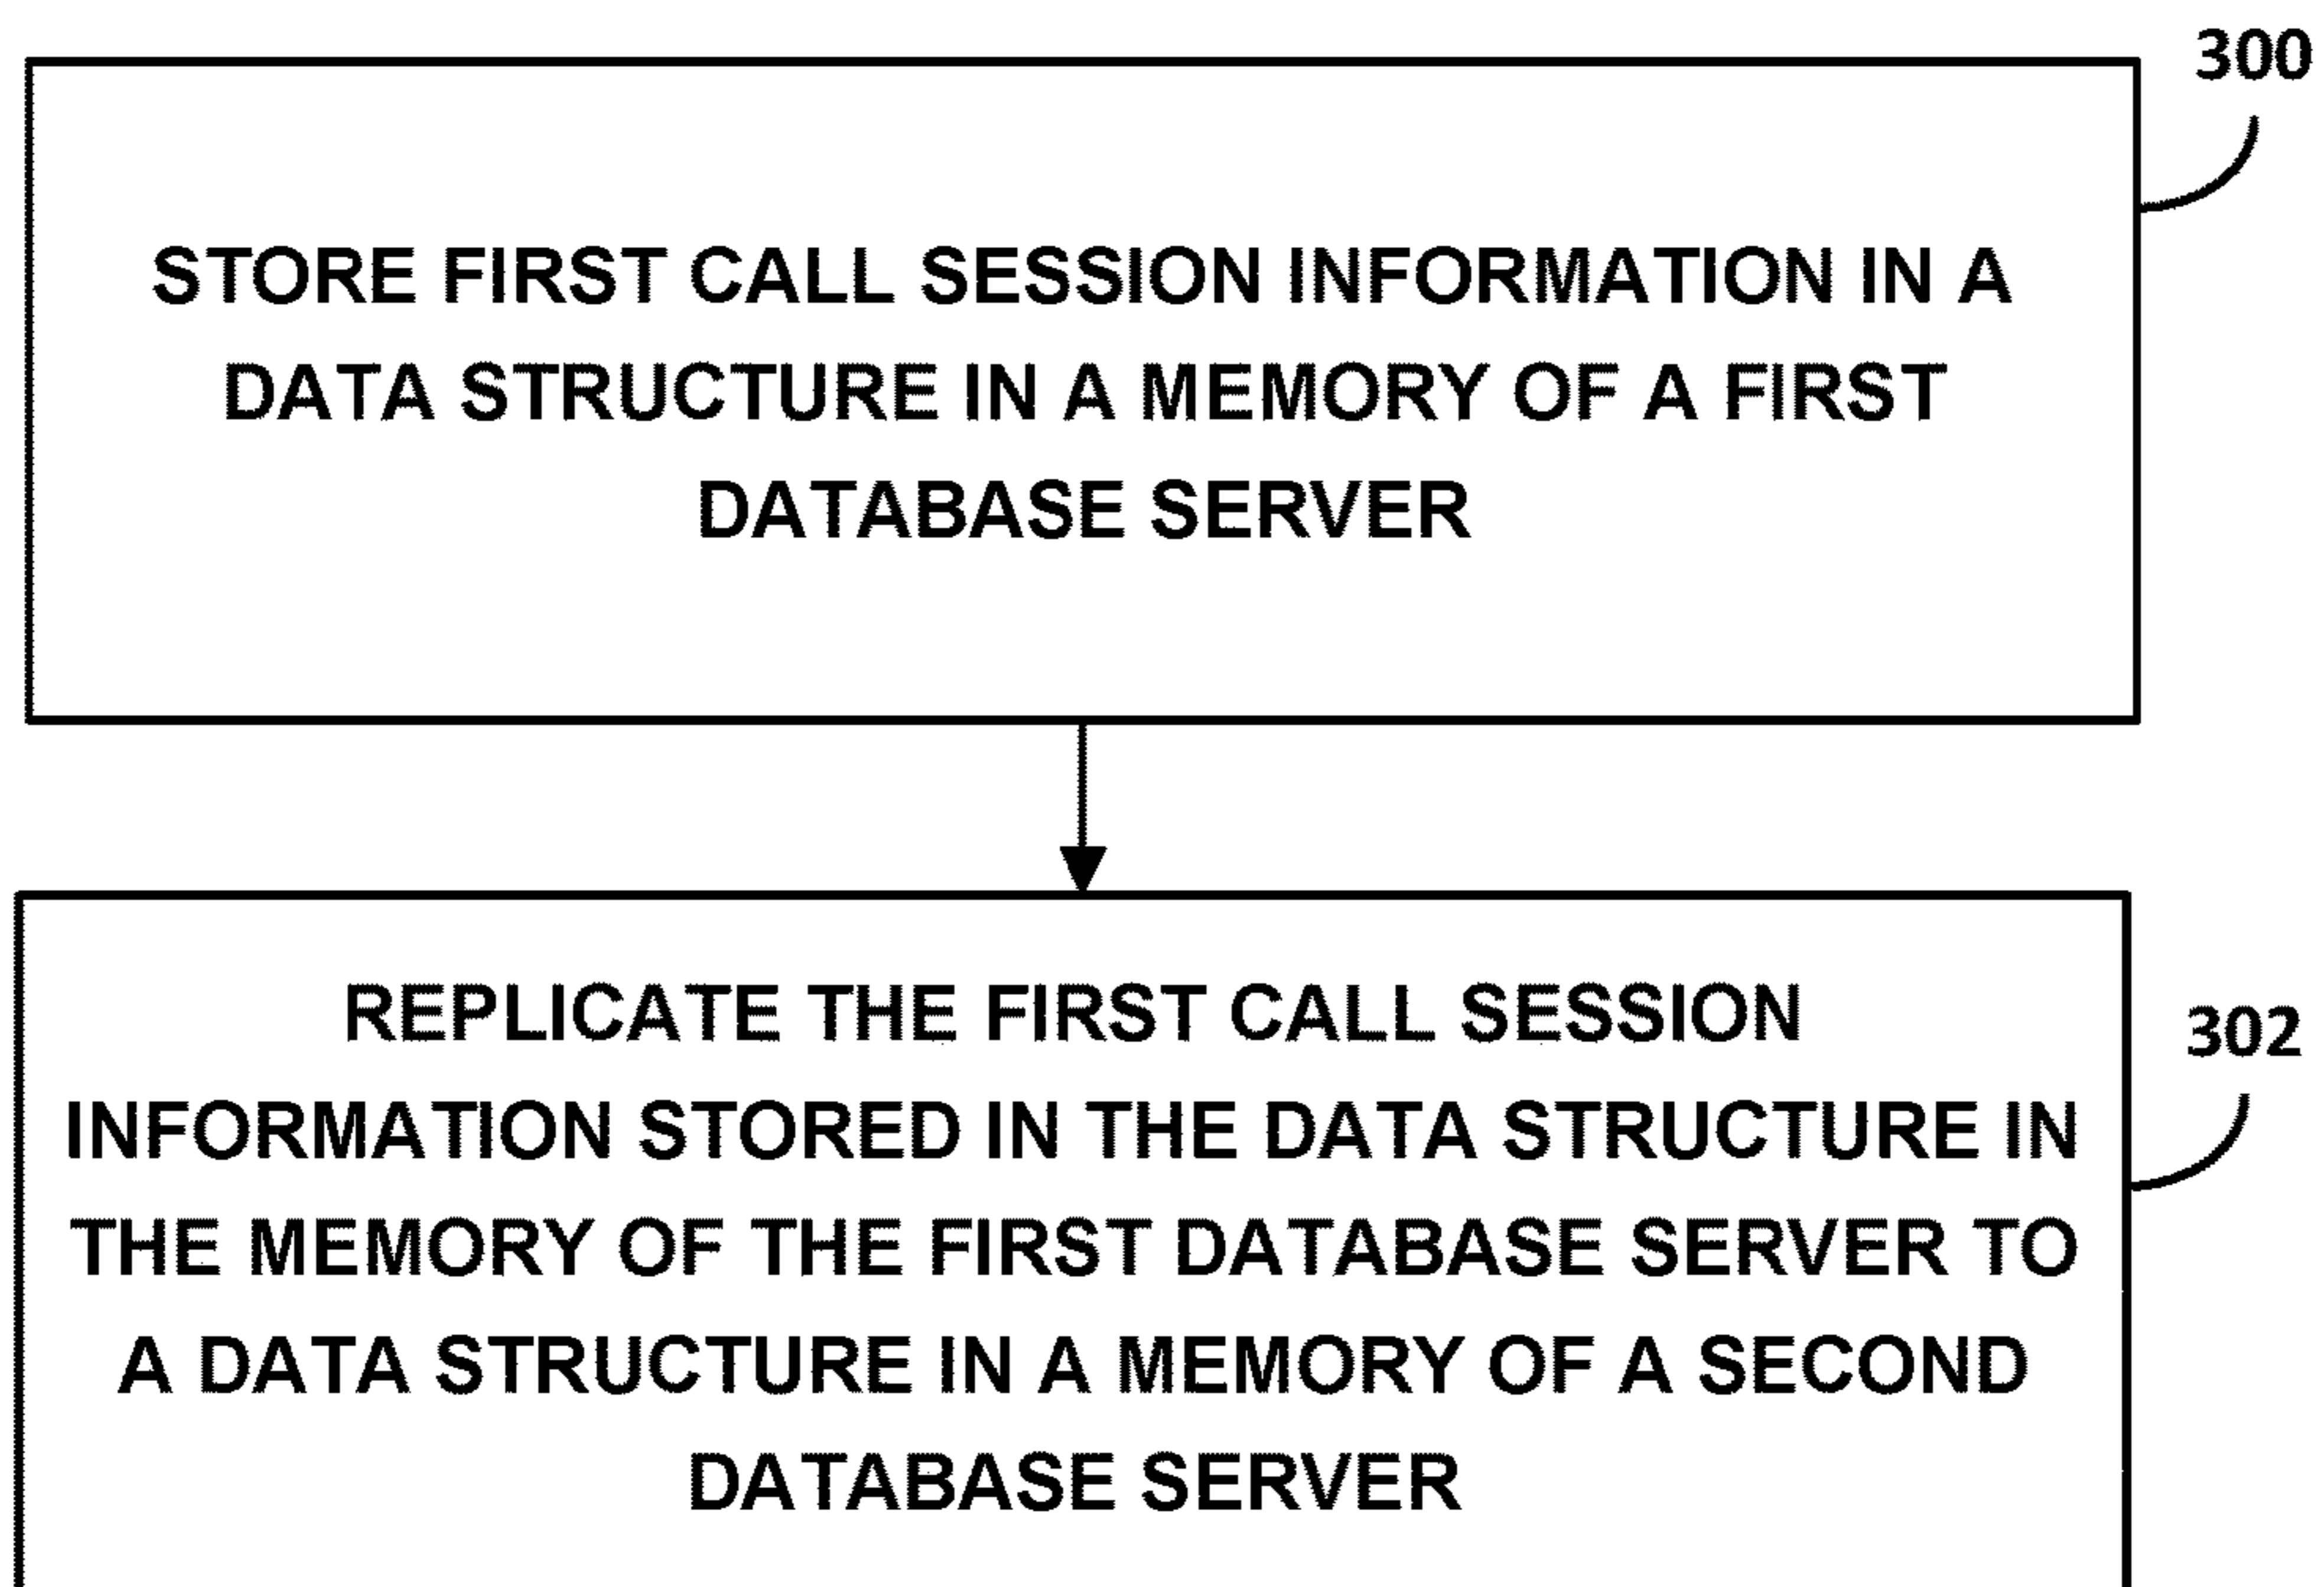 300
STORE FIRST CALL SESSION INFORMATION IN A
DATA STRUCTURE IN A MEMORY OF A FIRST
DATABASE SERVER
302
REPLICATE THE FIRST CALL SESSION
INFORMATION STORED IN THE DATA STRUCTURE IN
THE MEMORY OF THE FIRST DATABASE SERVER TO
A DATA STRUCTURE IN A MEMORY OF A SECOND
DATABASE SERVER